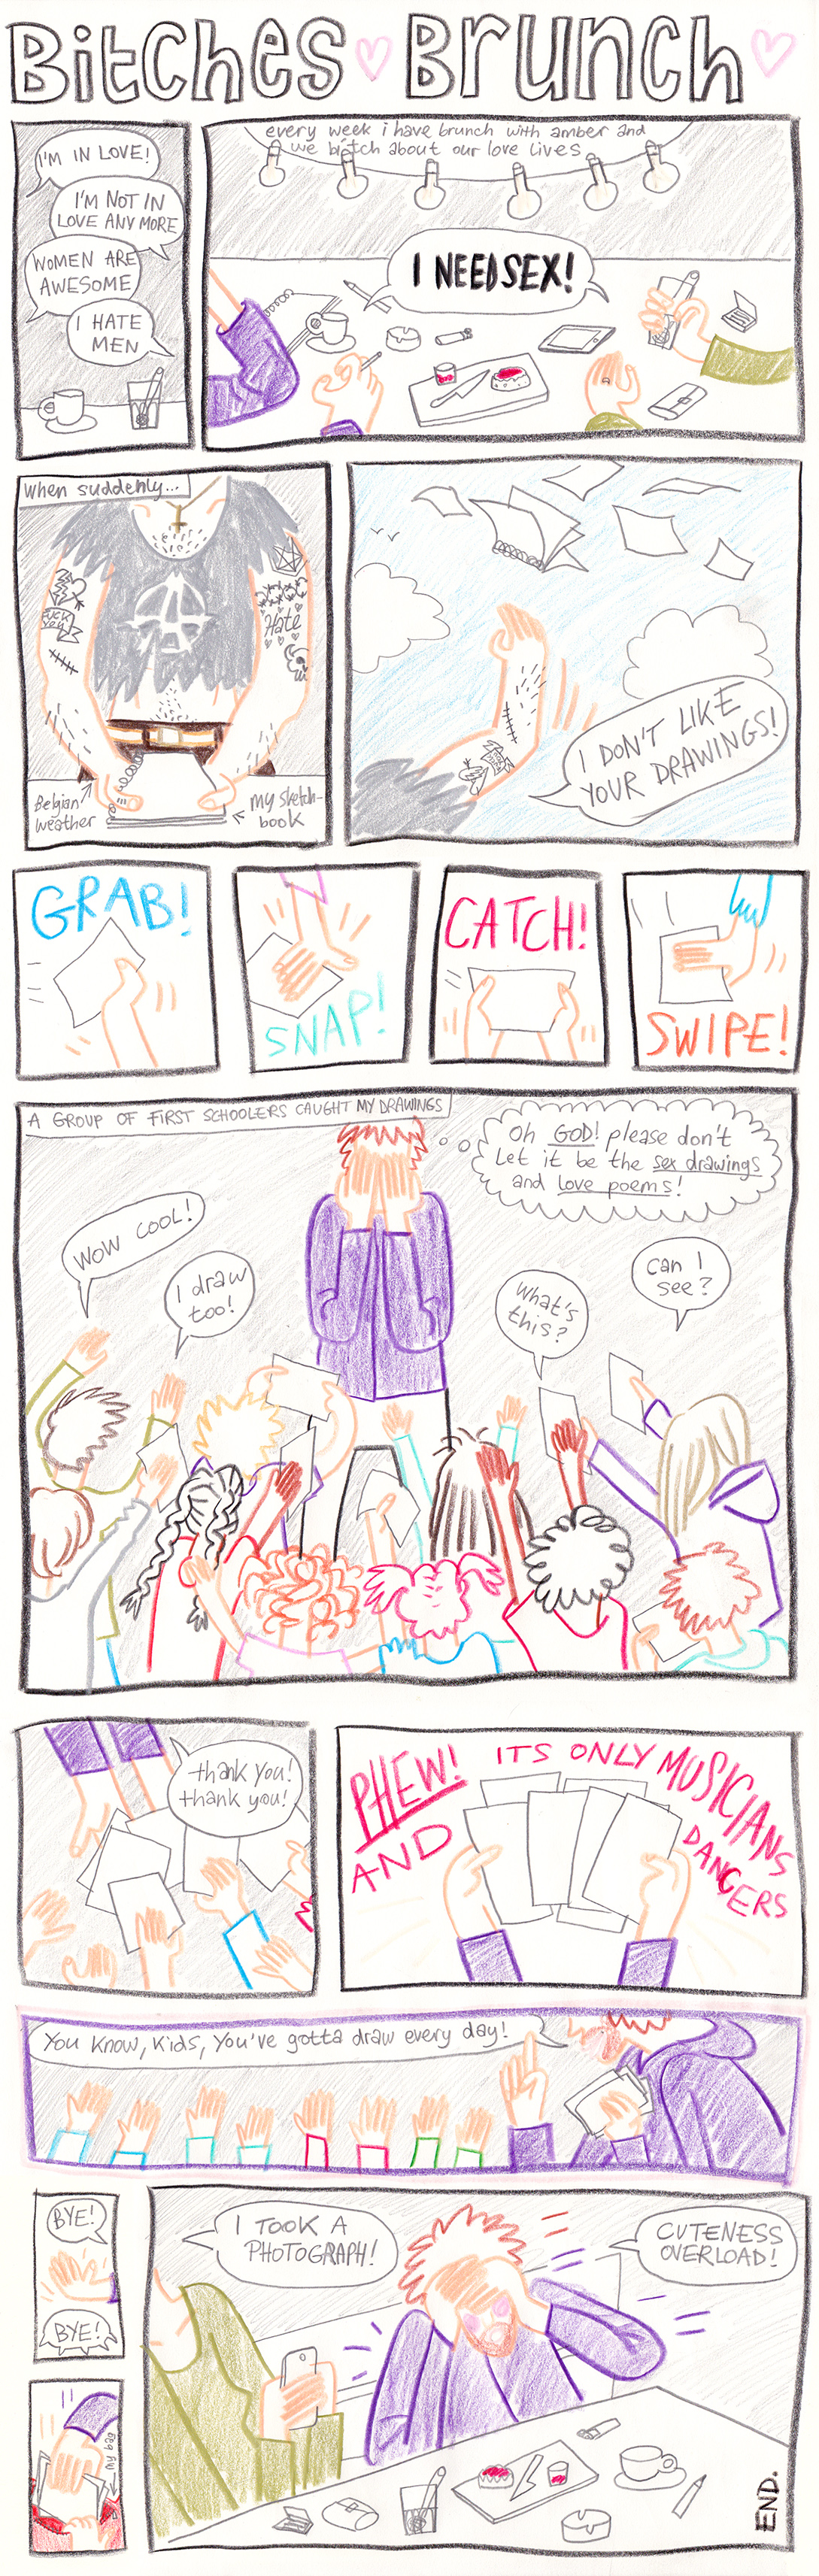 Bitches Brunch
I'M IN LOVE!
I'M NOT IN
LOVE ANY MORE
WOMEN ARE
AWESOME
I HATE
MEN
every week i have brunch with amber and
we bitch about our love lives
I NEED SEX!
When suddenly...
FUCK
YOU
Hate
Belgian
weather
my sketch-
book
I DON'T LIKE
YOUR DRAWINGS!
GRAB!
SNAP!
CATCH!
SWIPE!
A GROUP OF FIRST SCHOOLERS CAUGHT MY DRAWINGS
Oh GOD! please don't
Let it be the sex drawings
and love poems!
WOW COOL!
I draw
too!
What's
this?
can I
see?
thank you!
thank you!
PHEW! ITS ONLY MUSICIANS
AND DANGERS
You know, kids, you've gotta draw every day!
BYE!
BYE!
my bag
I TOOK A
PHOTOGRAPH!
CUTENESS
OVERLOAD!
END.